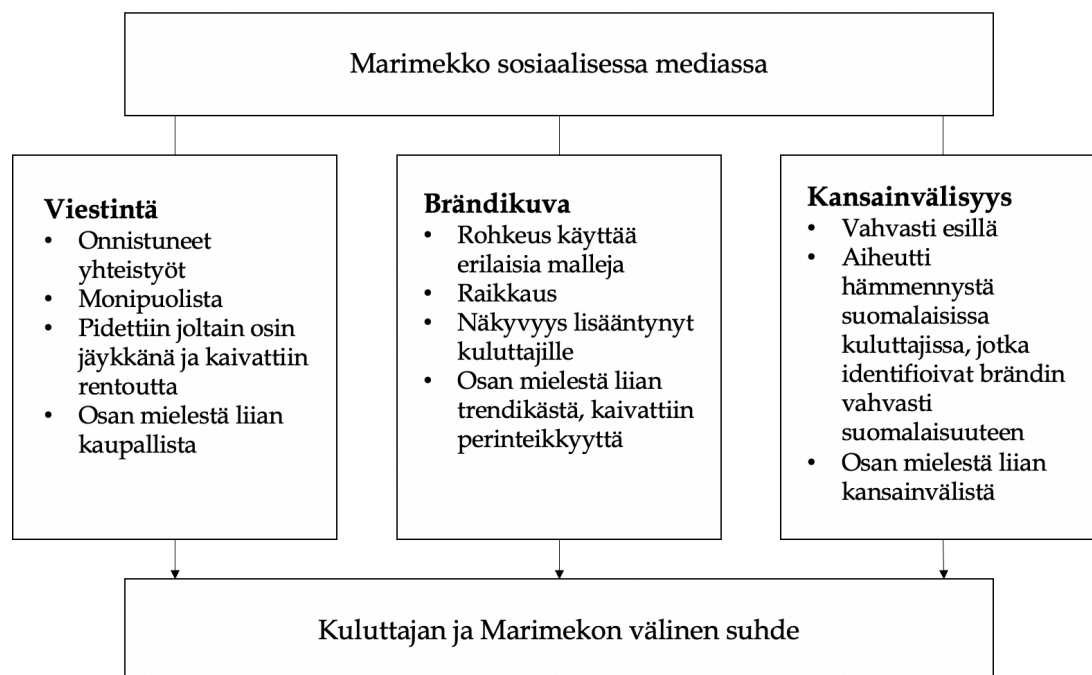 Marimekko sosiaalisessa mediassa
Viestintä
• Onnistuneet
yhteistyöt
• Monipuolista
• Pidettiin joltain osin
jäykkänä ja kaivattiin
rentoutta
• Osan mielestä liian
kaupallista
Brändikuva
• Rohkeus käyttää
erilaisia malleja
• Raikkaus
• Näkyvyys lisääntynyt
kuluttajille
• Osan mielestä liian
trendikästä, kaivattiin
perinteikkyyttä
Kansainvälisyys
• Vahvasti esillä
• Aiheutti
hämmennystä
suomalaisissa
kuluttajissa, jotka
identifioivat brändin
vahvasti
suomalaisuuteen
• Osan mielestä liian
kansainvälistä
Kuluttajan ja Marimekon välinen suhde